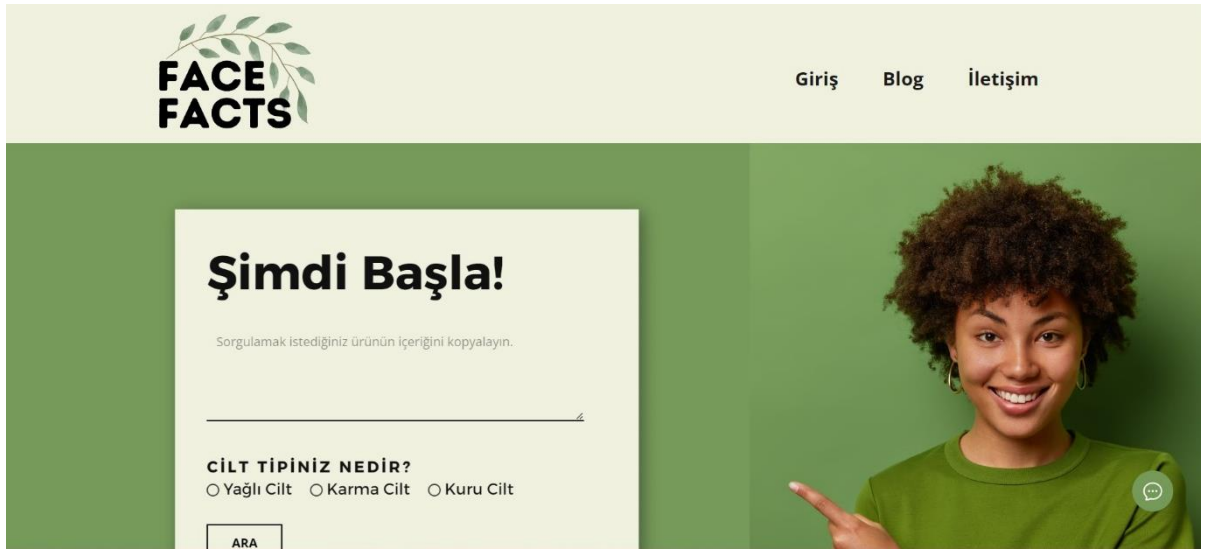 FACE
FACTS
Giriş Blog İletişim
Şimdi Başla!
Sorgulamak istediğiniz ürünün içeriğini kopyalayın.
CİLT TİPİNİZ NEDİR?
Yağlı Cilt Karma Cilt Kuru Cilt
ARA